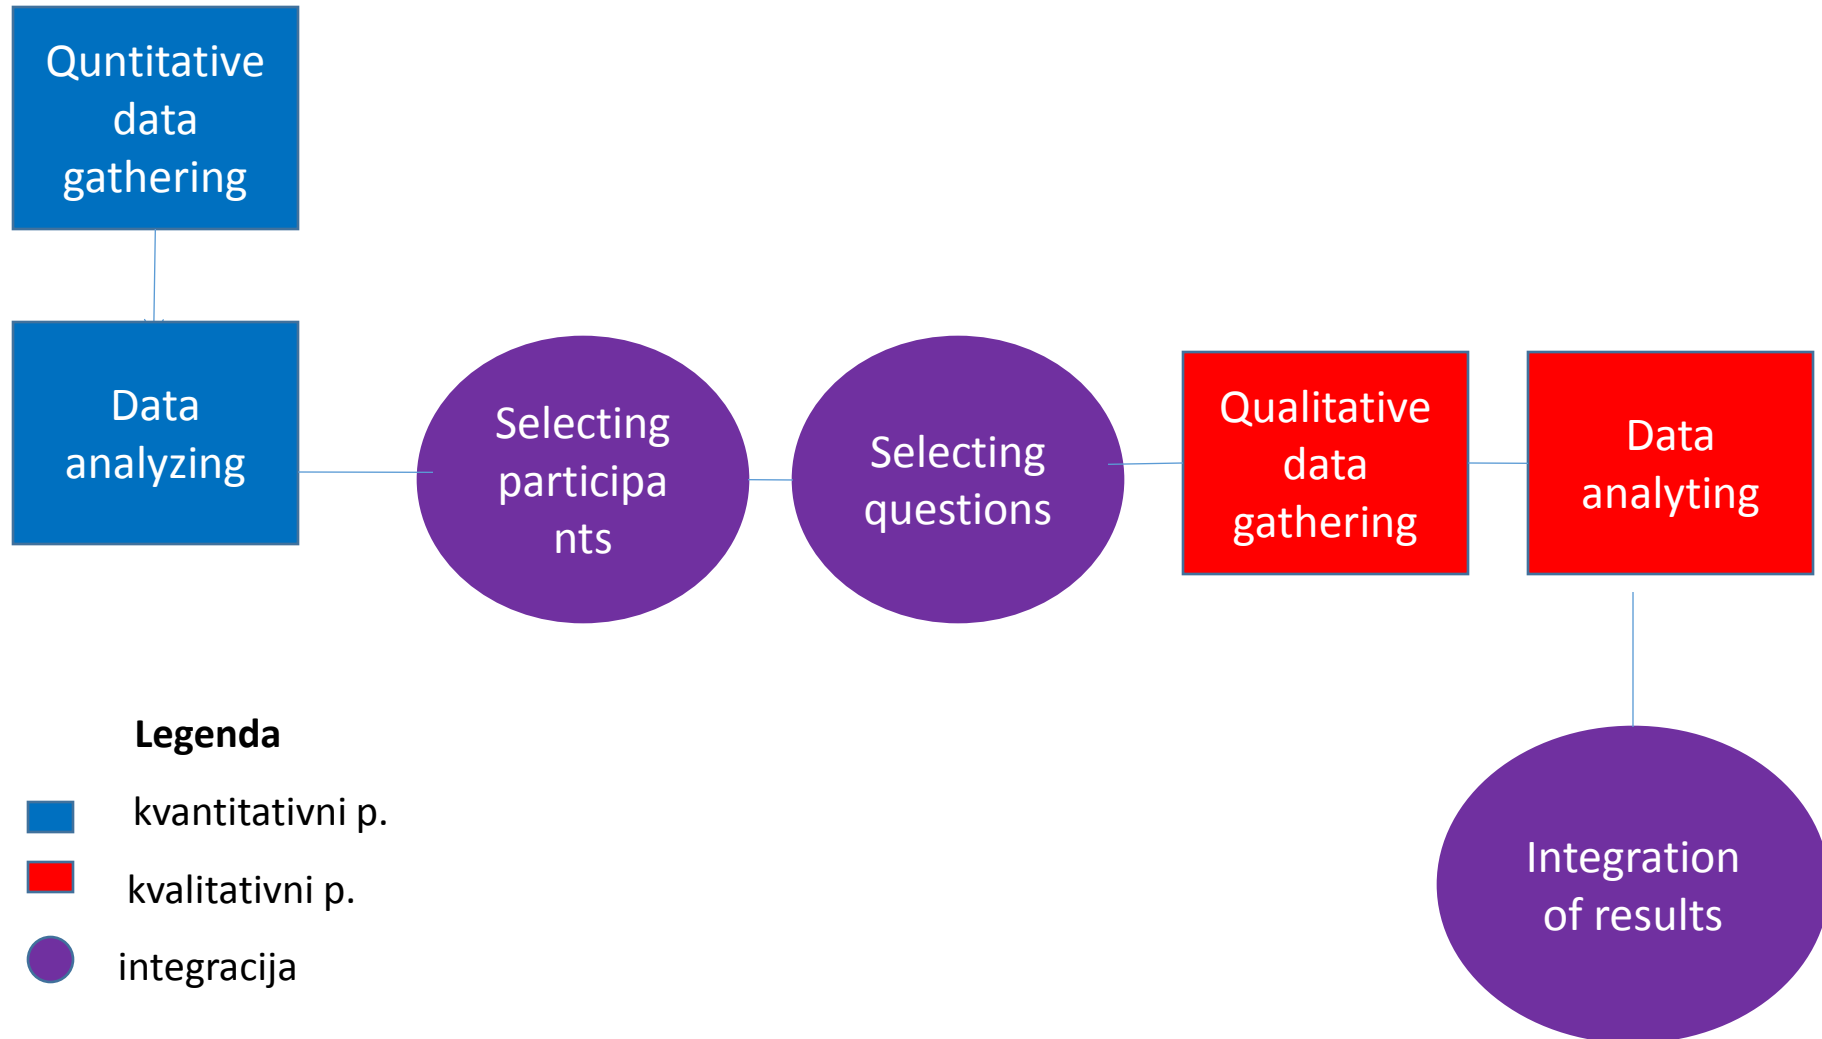 Quntitative
data
gathering
Data
analyzing
Selecting
participa
nts
Selecting
questions
Qualitative
data
gathering
Data
analyting
Integration
of results
Legenda
kvantitativni p.
kvalitativni p.
integracija